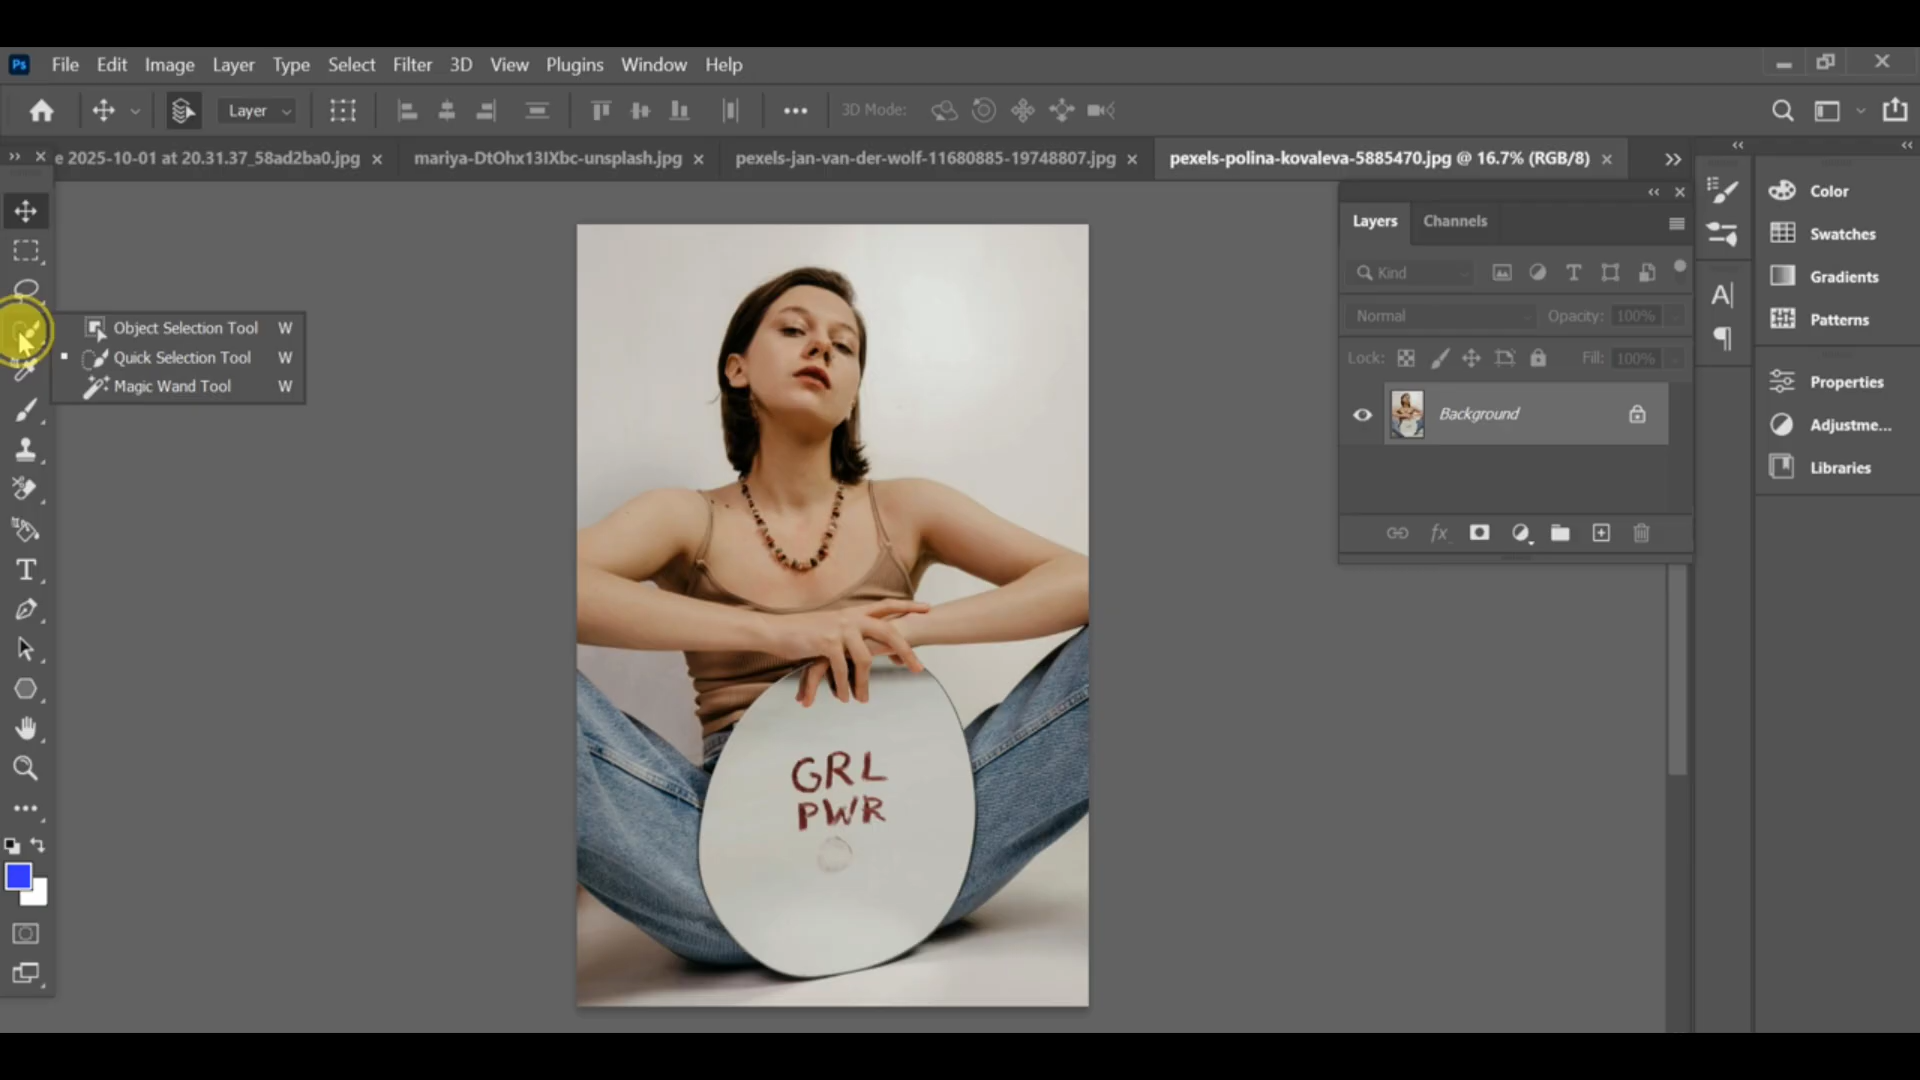 Ps File Edit Image Layer Type Select Filter 3D View Plugins Window Help
Layer 3D Mode:
e 2025-10-01 at 20.31.37_58ad2ba0.jpg mariya-DtOhx13IXbc-unsplash.jpg pexels-jan-van-der-wolf-11680885-19748807.jpg pexels-polina-kovaleva-5885470.jpg @ 16.7% (RGB/8)
Object Selection Tool W
Quick Selection Tool W
Magic Wand Tool W
GRL
PWR
Layers Channels
Kind
Normal Opacity: 100%
Lock: Fill: 100%
Background
fx
Color
Swatches
Gradients
Patterns
Properties
Adjustme...
Libraries